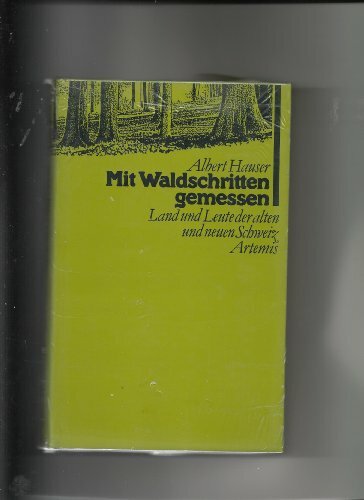 Albert Hauser
Mit Waldschritten
gemessen
Land und Leute der alten
und neuen Schweiz
Artemis